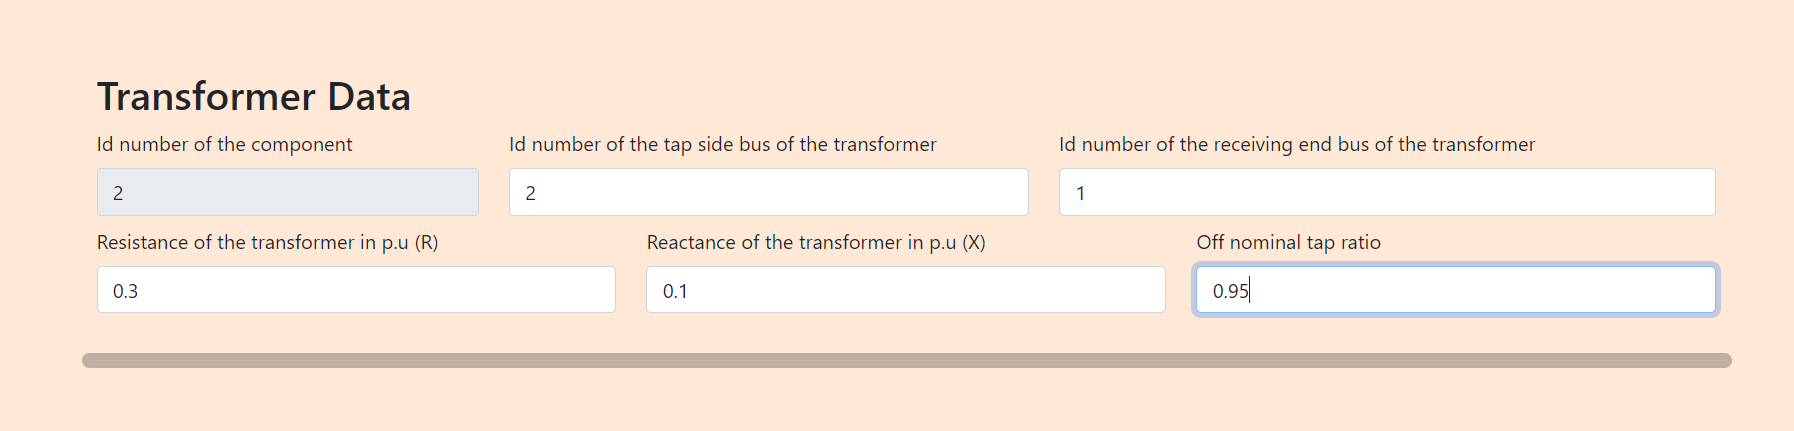 Transformer Data
Id number of the component
Id number of the tap side bus of the transformer
Id number of the receiving end bus of the transformer
2
2
1
Resistance of the transformer in p.u (R)
Reactance of the transformer in p.u (X)
Off nominal tap ratio
0.3
0.1
0.95